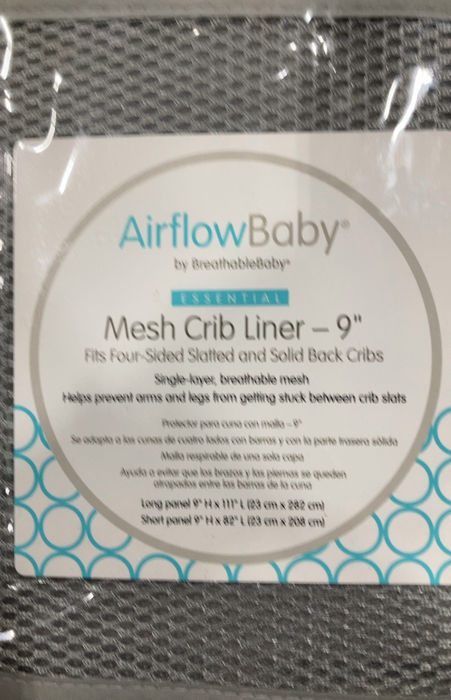 AirflowBaby®
by BreathableBaby®
ESSENTIAL
Mesh Crib Liner – 9"
Fits Four-Sided Slatted and Solid Back Cribs
Single-layer, breathable mesh
Helps prevent arms and legs from getting stuck between crib slats
Protector para cuna con malla – 9"
Se adapta a las cunas de cuatro lados con barras y con la parte trasera sólida
Malla respirable de una sola capa
Ayuda a evitar que los brazos y las piernas se queden
atrapados entre las barras de la cuna
Long panel 9" H x 111" L (23 cm x 282 cm)
Short panel 9" H x 82" L (23 cm x 208 cm)